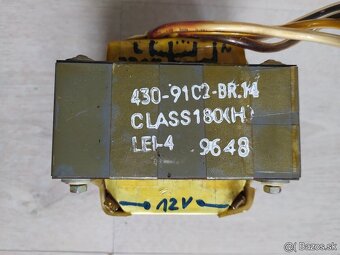 430-91C2-BR.14
CLASS180(H)
LEI-4 9648
12V
bazos.sk